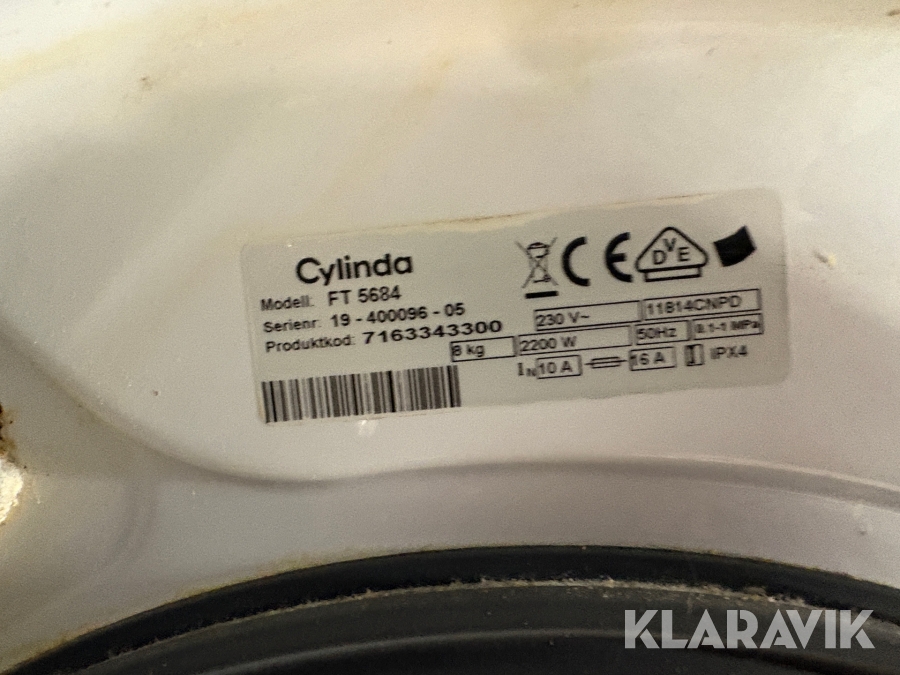 Cylinda
Modell: FT 5684
Serienr: 19 - 400096 - 05
Produktkod: 7163343300
DVE
230 V~
11814CNPD
8 kg
2200 W
50Hz
0.1-1 MPa
IN 10 A
16 A
IPX4
KLARAVIK